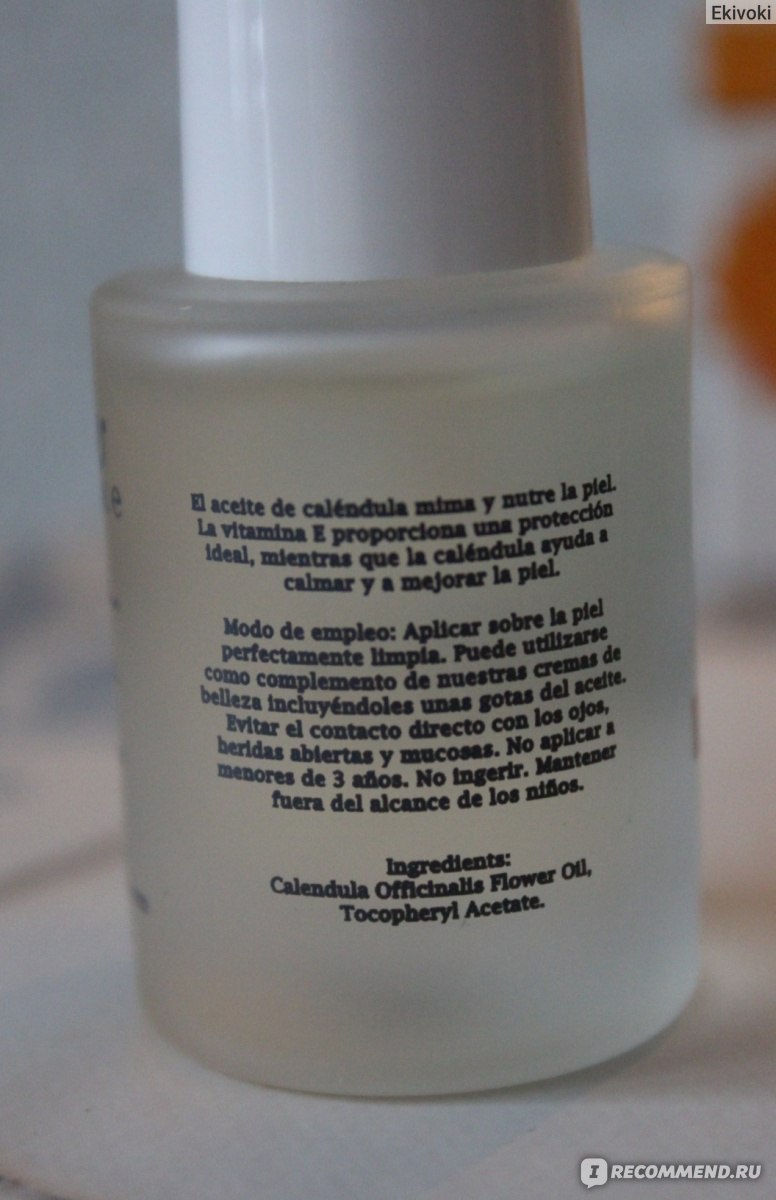 Ekivoki
e
El aceite de caléndula mima y nutre la piel.
La vitamina E proporciona una protección
ideal, mientras que la caléndula ayuda a
calmar y a mejorar la piel.
Modo de empleo: Aplicar sobre la piel
perfectamente limpia. Puede utilizarse
como complemento de nuestras cremas de
belleza incluyéndoles unas gotas del aceite.
Evitar el contacto directo con los ojos,
heridas abiertas y mucosas. No aplicar a
menores de 3 años. No ingerir. Mantener
fuera del alcance de los niños.
Ingredients:
Calendula Officinalis Flower Oil,
Tocopheryl Acetate.
IRECOMMEND.RU